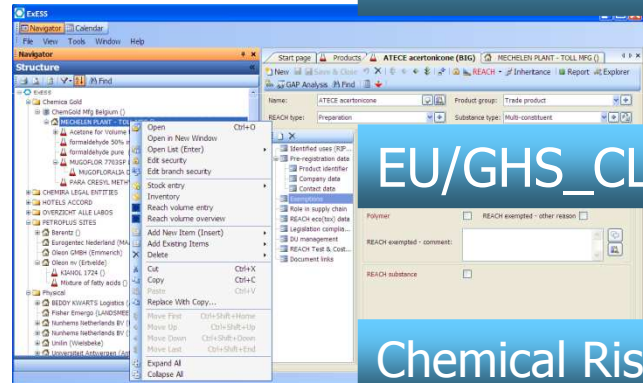 ExESS
Navigator Calendar
File View Tools Window Help
Navigator
Structure
Find
ExESS
Chemica Gold
ChemGold Mfg Belgium ()
MECHELEN PLANT - TOLL MFG ()
Acetone for Volume
formaldehyde 50% in
formaldehyde pure (
MUGOFLOR 7703SP
MUGOFLORALIA D
PARA CRESYL METH
CHEMIRA LEGAL ENTITIES
HOTELS ACCORD
OVERZICHT ALLE LABOS
PETROPLUS SITES
Barentz ()
Eurogentec Nederland (MA
Oleon GMBH (Emmerich)
Oleon nv (Ertvelde)
KIANOL 1724 ()
Mixture of fatty acids ()
Physical
BEDDY KWARTS Logistics (
Fisher Emergo (LANDSMEE
Nunhems Netherlands BV (
Nunhems Netherlands BV (
Unilin (Wielsbeke)
Universiteit Antwerpen (An
Open Ctrl+O
Open in New Window
Open List (Enter)
Edit security
Edit branch security
Stock entry
Inventory
Reach volume entry
Reach volume overview
Add New Item (Insert)
Add Existing Items
Delete
Cut Ctrl+X
Copy Ctrl+C
Paste Ctrl+V
Replace With Copy...
Move First Ctrl+Shift+Home
Move Up Ctrl+Shift+Up
Move Down Ctrl+Shift+Down
Move Last Ctrl+Shift+End
Expand All
Collapse All
Start page Products ATECE acertonicone (BIG) MECHELEN PLANT - TOLL MFG ()
New Save & Close REACH Inheritance Report Explorer
GAP Analysis Find
Name: ATECE acertonicone Product group: Trade product
REACH type: Preparation Substance type: Multi-constituent
Identified uses (RIP...
Pre-registration data
Product identifier
Company data
Contact data
Exemptions
Role in supply chain
REACH eco(tox) data
Legislation complia...
DU management
REACH Test & Cost...
Document links
EU/GHS_CL
Polymer REACH exempted - other reason
REACH exempted - comment:
REACH substance
Chemical Ris